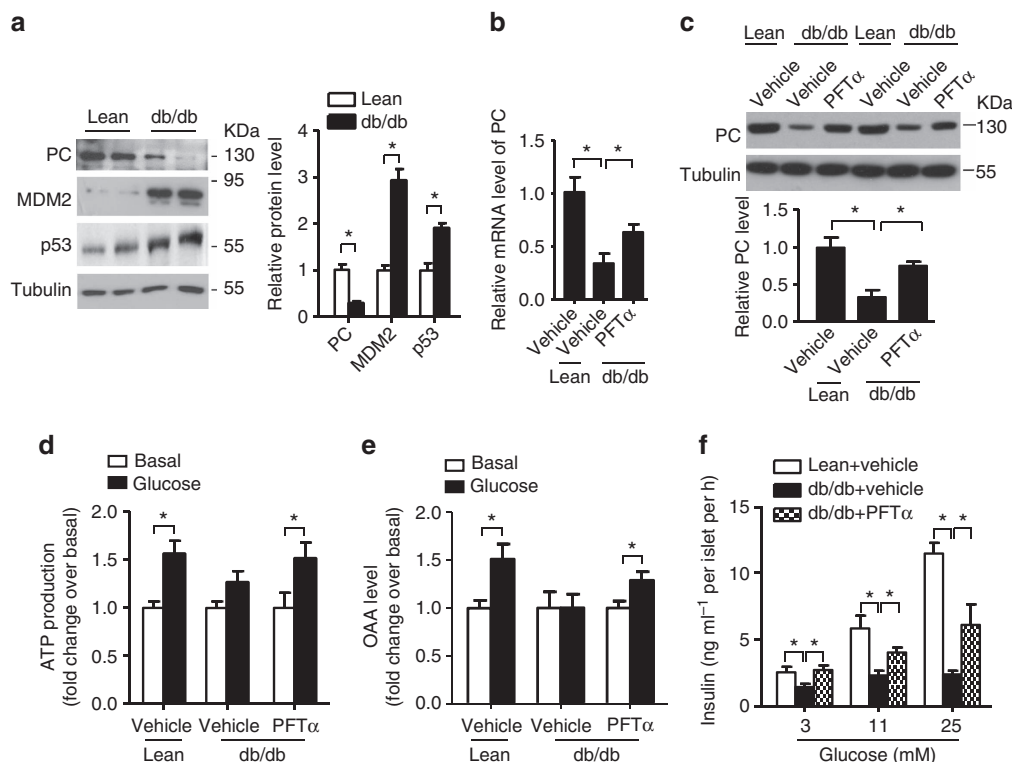 a
Lean
db/db
KDa
PC
- 130
- 95
MDM2
p53
- 55
Tubulin
- 55
Lean
db/db
Relative protein level
4
3
2
1
0
*
*
*
PC
MDM2
p53
b
Relative mRNA level of PC
1.5
1.0
0.5
0.0
*
*
Vehicle
Vehicle
PFTα
Lean
db/db
c
Lean
db/db
Lean
db/db
Vehicle
Vehicle
PFTα
Vehicle
Vehicle
PFTα
KDa
PC
130
Tubulin
55
Relative PC level
1.5
1.0
0.5
0.0
*
*
Vehicle
Vehicle
PFTα
Lean
db/db
d
Basal
Glucose
ATP production
(fold change over basal)
2.0
1.5
1.0
0.5
0.0
*
*
Vehicle
Vehicle
PFTα
Lean
db/db
e
Basal
Glucose
OAA level
(fold change over basal)
2.0
1.5
1.0
0.5
0.0
*
*
Vehicle
Vehicle
PFTα
Lean
db/db
f
Lean+vehicle
db/db+vehicle
db/db+PFTα
Insulin (ng ml⁻¹ per islet per h)
15
10
5
0
* *
* *
* *
3
11
25
Glucose (mM)